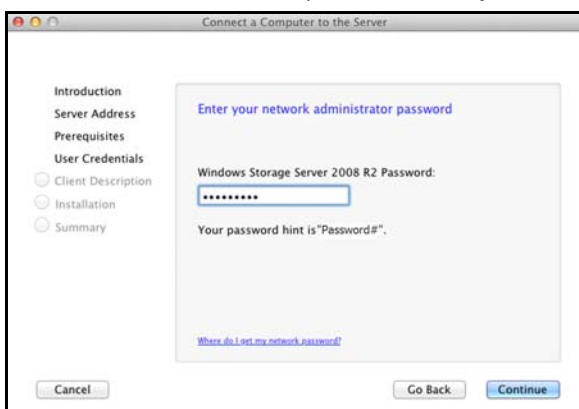 Connect a Computer to the Server
Introduction
Server Address
Prerequisites
User Credentials
Client Description
Installation
Summary
Enter your network administrator password
Windows Storage Server 2008 R2 Password:
•••••••••
Your password hint is"Password#".
Where do I get my network password?
Cancel
Go Back
Continue